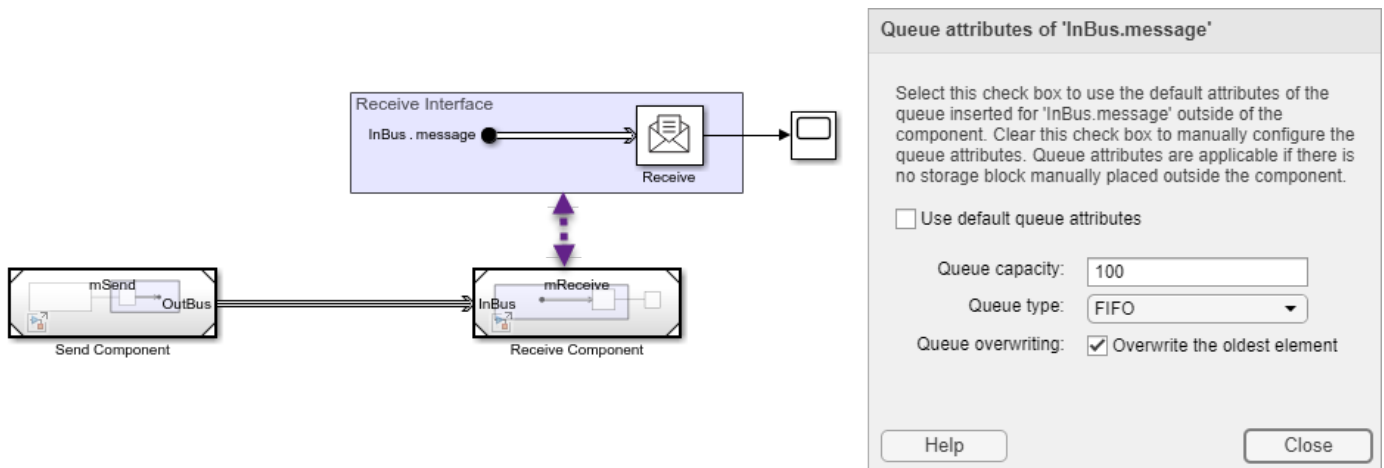 Receive Interface
InBus . message
Receive
mSend
OutBus
Send Component
mReceive
InBus
Receive Component
Queue attributes of 'InBus.message'
Select this check box to use the default attributes of the
queue inserted for 'InBus.message' outside of the
component. Clear this check box to manually configure the
queue attributes. Queue attributes are applicable if there is
no storage block manually placed outside the component.
Use default queue attributes
Queue capacity: 100
Queue type: FIFO
Queue overwriting: Overwrite the oldest element
Help Close